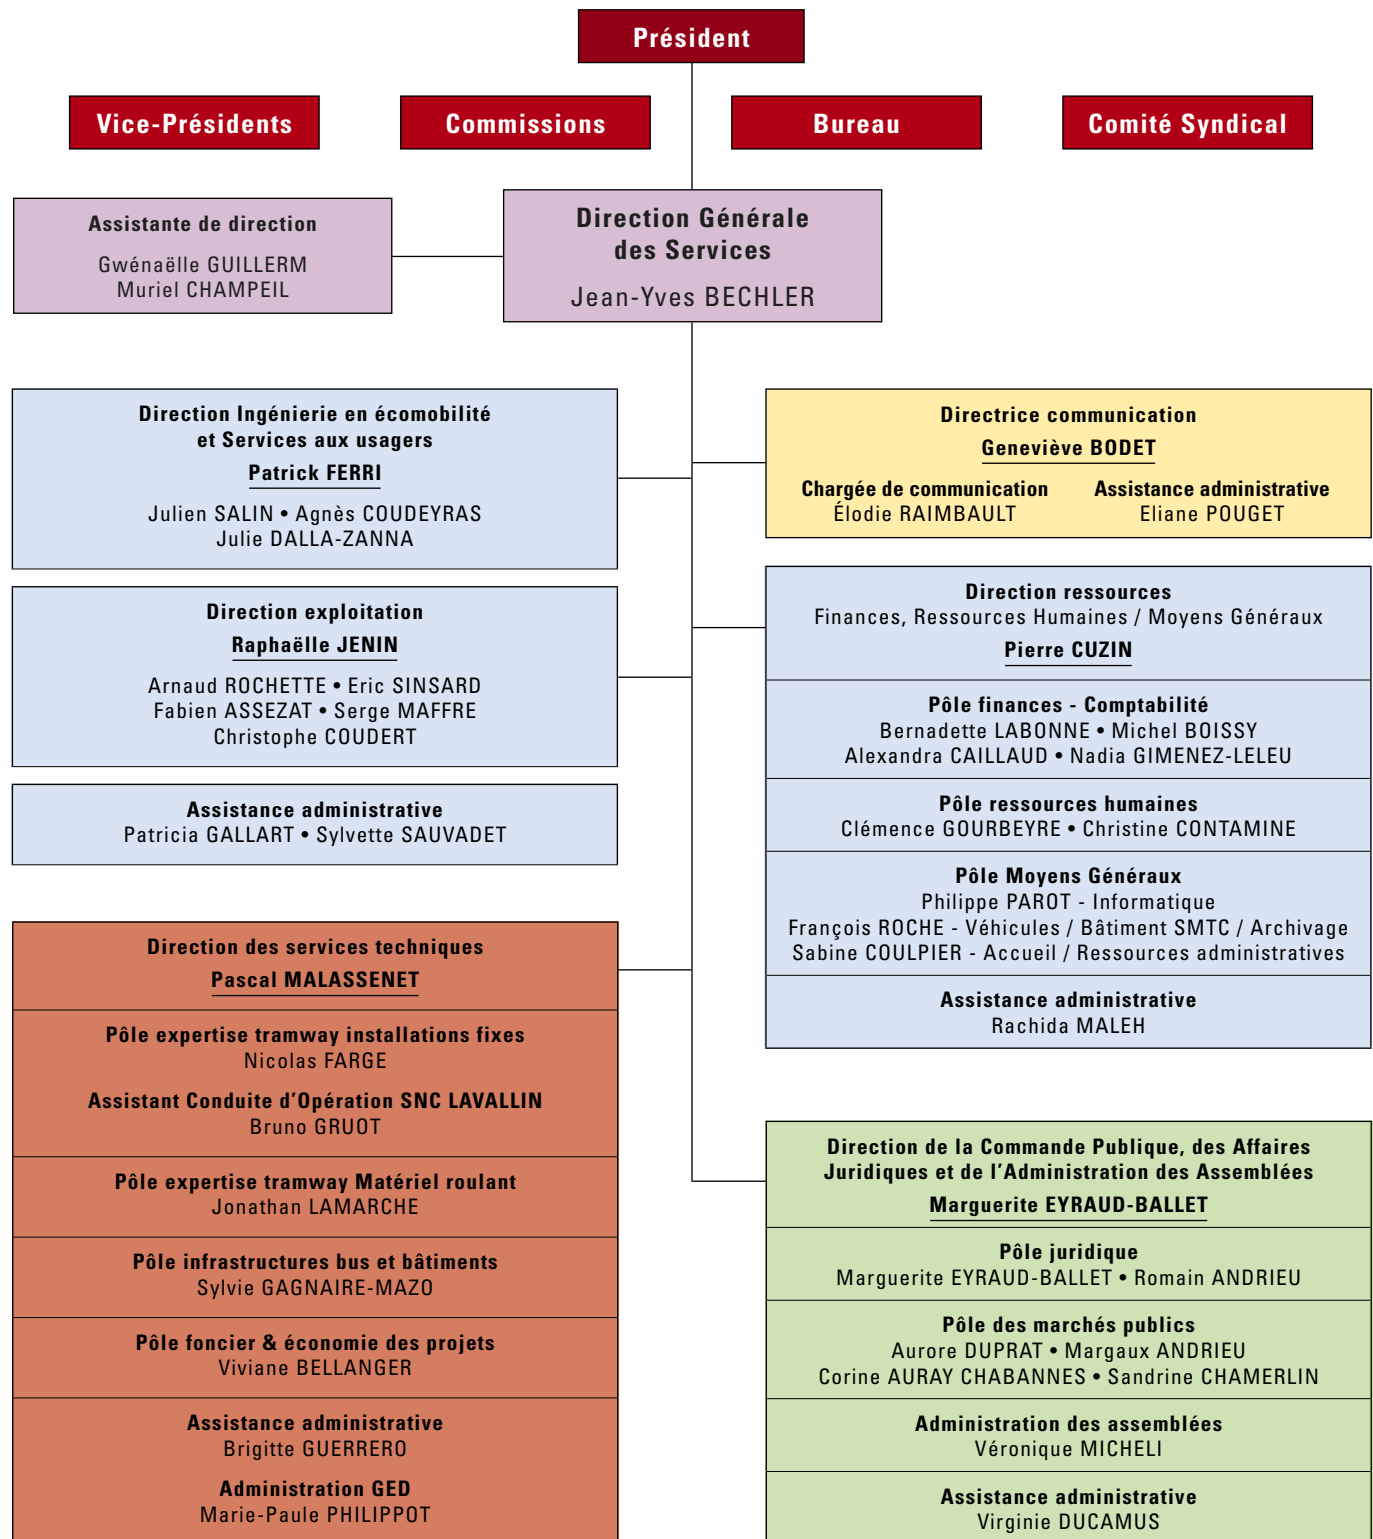 Président
Vice-Présidents
Commissions
Bureau
Comité Syndical
Assistante de direction
Gwénaëlle GUILLERM
Muriel CHAMPEIL
Direction Générale
des Services
Jean-Yves BECHLER
Direction Ingénierie en écomobilité
et Services aux usagers
Patrick FERRI
Julien SALIN • Agnès COUDEYRAS
Julie DALLA-ZANNA
Direction exploitation
Raphaëlle JENIN
Arnaud ROCHETTE • Eric SINSARD
Fabien ASSEZAT • Serge MAFFRE
Christophe COUDERT
Assistance administrative
Patricia GALLART • Sylvette SAUVADET
Direction des services techniques
Pascal MALASSENET
Pôle expertise tramway installations fixes
Nicolas FARGE
Assistant Conduite d’Opération SNC LAVALLIN
Bruno GRUOT
Pôle expertise tramway Matériel roulant
Jonathan LAMARCHE
Pôle infrastructures bus et bâtiments
Sylvie GAGNAIRE-MAZO
Pôle foncier & économie des projets
Viviane BELLANGER
Assistance administrative
Brigitte GUERRERO
Administration GED
Marie-Paule PHILIPPOT
Directrice communication
Geneviève BODET
Chargée de communication
Élodie RAIMBAULT
Assistance administrative
Eliane POUGET
Direction ressources
Finances, Ressources Humaines / Moyens Généraux
Pierre CUZIN
Pôle finances - Comptabilité
Bernadette LABONNE • Michel BOISSY
Alexandra CAILLAUD • Nadia GIMENEZ-LELEU
Pôle ressources humaines
Clémence GOURBEYRE • Christine CONTAMINE
Pôle Moyens Généraux
Philippe PAROT - Informatique
François ROCHE - Véhicules / Bâtiment SMTC / Archivage
Sabine COULPIER - Accueil / Ressources administratives
Assistance administrative
Rachida MALEH
Direction de la Commande Publique, des Affaires
Juridiques et de l’Administration des Assemblées
Marguerite EYRAUD-BALLET
Pôle juridique
Marguerite EYRAUD-BALLET • Romain ANDRIEU
Pôle des marchés publics
Aurore DUPRAT • Margaux ANDRIEU
Corine AURAY CHABANNES • Sandrine CHAMERLIN
Administration des assemblées
Véronique MICHELI
Assistance administrative
Virginie DUCAMUS